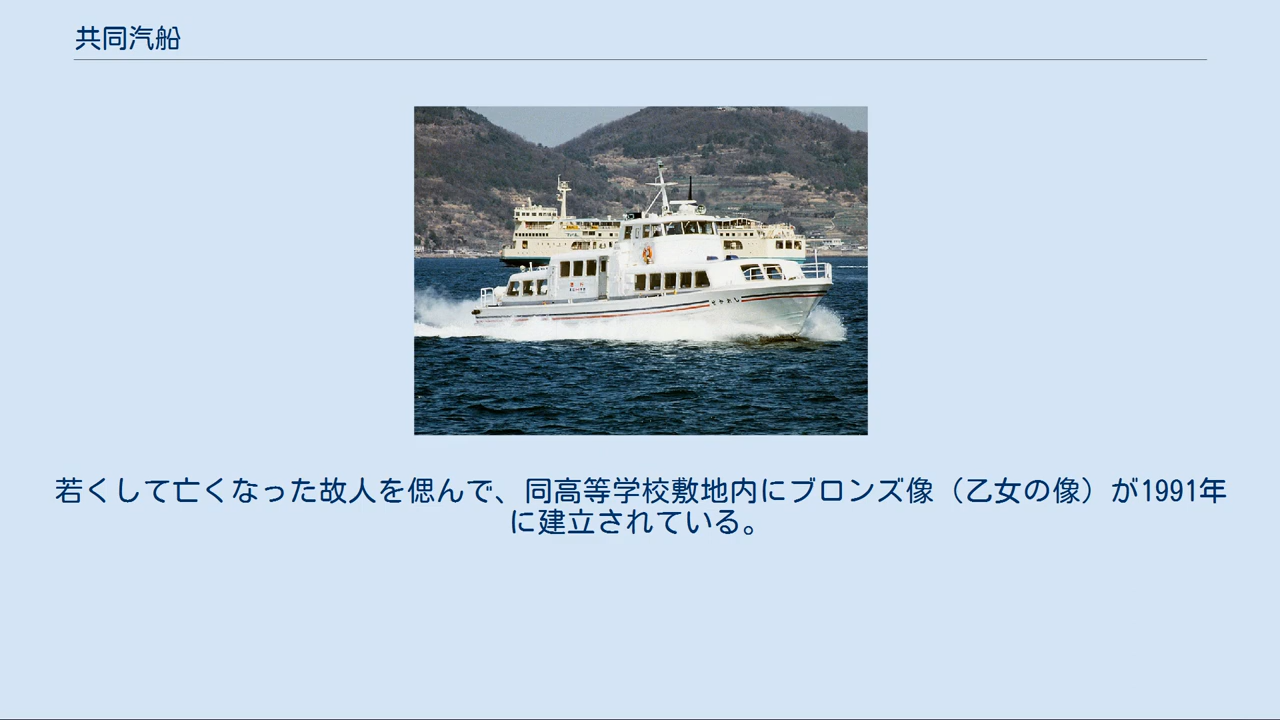 共同汽船
若くして亡くなった故人を偲んで、同高等学校敷地内にブロンズ像（乙女の像）が1991年
に建立されている。